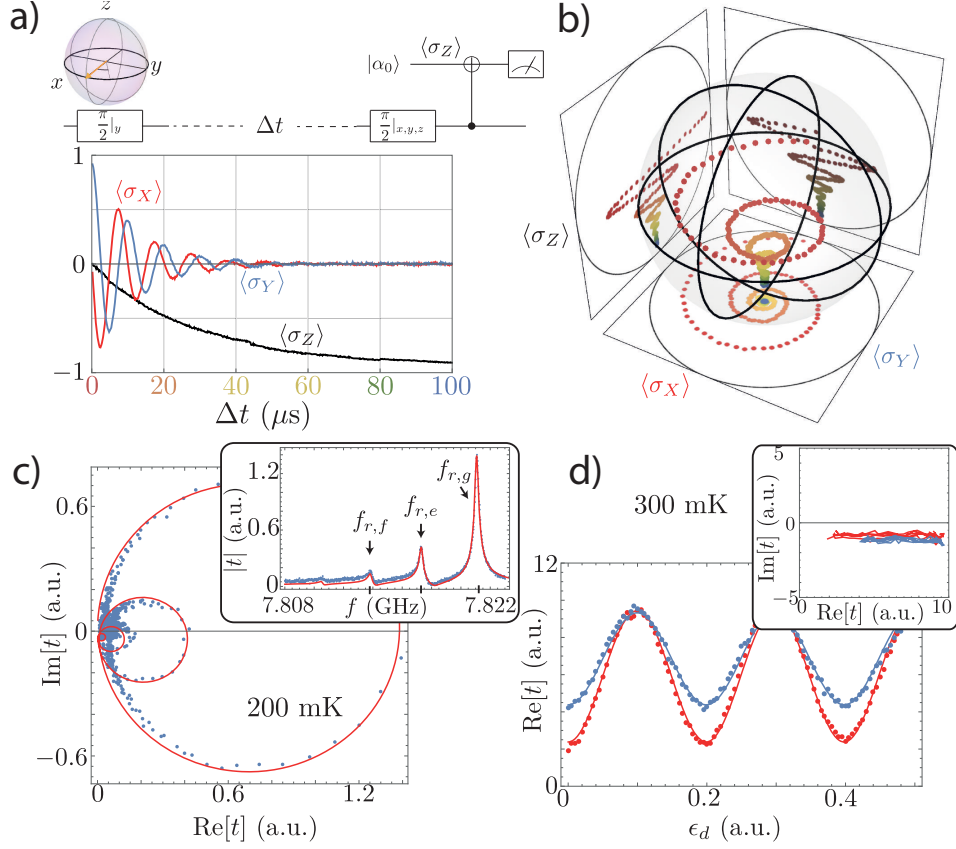 a)
z
x
y
|α₀⟩
⟨σ_Z⟩
π/2|_y
Δt
π/2|_{x,y,z}
1
0
−1
⟨σ_X⟩
⟨σ_Y⟩
⟨σ_Z⟩
0 20 40 60 80 100
Δt (μs)
b)
⟨σ_Z⟩
⟨σ_X⟩
⟨σ_Y⟩
c)
0.6
0
−0.6
Im[t] (a.u.)
0 0.6 1.2
Re[t] (a.u.)
200 mK
1.2
0.6
0
|t| (a.u.)
f_{r,f}
f_{r,e}
f_{r,g}
7.808 f (GHz) 7.822
d)
300 mK
12
0
Re[t] (a.u.)
0 0.2 0.4
ϵ_d a.u.)
5
0
−5
Im[t] (a.u.)
0 Re[t] (a.u.) 10